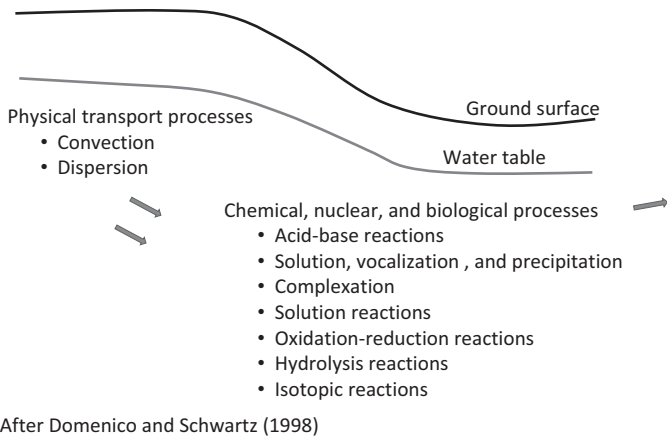 Ground surface
Physical transport processes
• Convection
• Dispersion
Water table
Chemical, nuclear, and biological processes
• Acid-base reactions
• Solution, vocalization , and precipitation
• Complexation
• Solution reactions
• Oxidation-reduction reactions
• Hydrolysis reactions
• Isotopic reactions
After Domenico and Schwartz (1998)